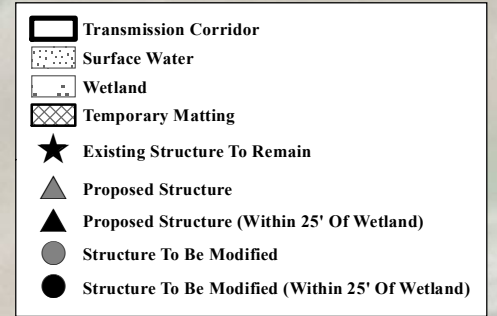 Transmission Corridor
Surface Water
Wetland
Temporary Matting
Existing Structure To Remain
Proposed Structure
Proposed Structure (Within 25' Of Wetland)
Structure To Be Modified
Structure To Be Modified (Within 25' Of Wetland)